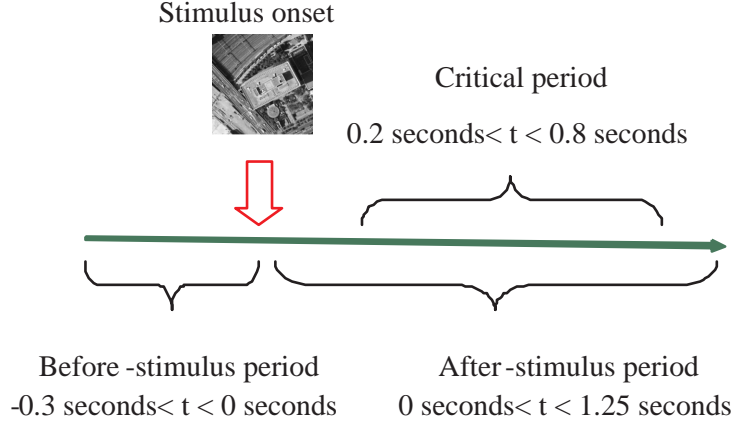 Stimulus onset
Critical period
0.2 seconds< t < 0.8 seconds
Before -stimulus period
-0.3 seconds< t < 0 seconds
After -stimulus period
0 seconds< t < 1.25 seconds